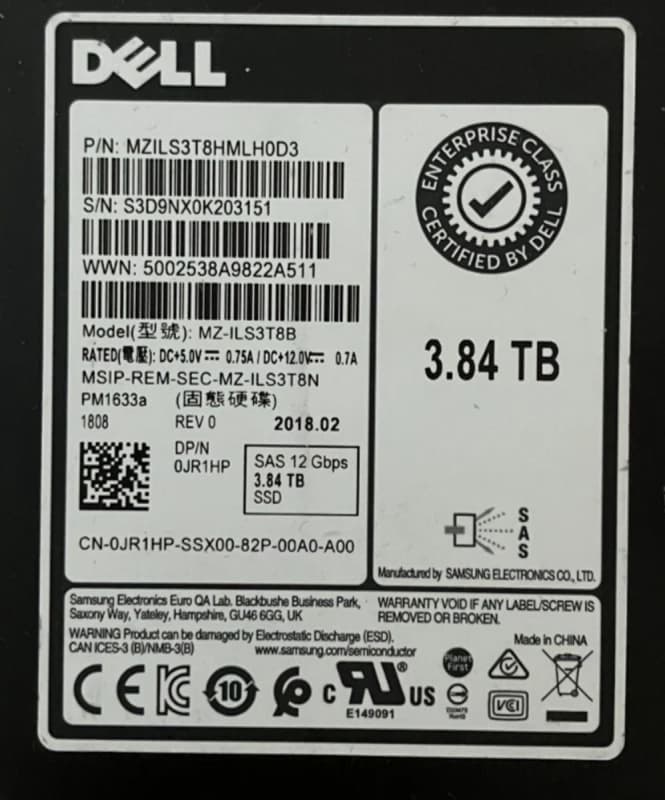 DELL
P/N: MZILS3T8HMLH0D3
S/N: S3D9NX0K203151
WWN: 5002538A9822A511
Model(型號): MZ-ILS3T8B
RATED(電壓): DC+5.0V 0.75A / DC+12.0V 0.7A
MSIP-REM-SEC-MZ-ILS3T8N
PM1633a (固態硬碟)
1808 REV 0 2018.02
DP/N
0JR1HP
SAS 12 Gbps
3.84 TB
SSD
CN-0JR1HP-SSX00-82P-00A0-A00
ENTERPRISE CLASS
CERTIFIED BY DELL
3.84 TB
SAS
Manufactured by SAMSUNG ELECTRONICS CO., LTD.
Samsung Electronics Euro QA Lab. Blackbushe Business Park,
Saxony Way, Yateley, Hampshire, GU46 6GG, UK
WARNING Product can be damaged by Electrostatic Discharge (ESD).
CAN ICES-3 (B)/NMB-3(B) www.samsung.com/semiconductor
WARRANTY VOID IF ANY LABEL/SCREW IS
REMOVED OR BROKEN.
Made in CHINA
CE 10 c RU ® US
E149091
Planet
First
VCI